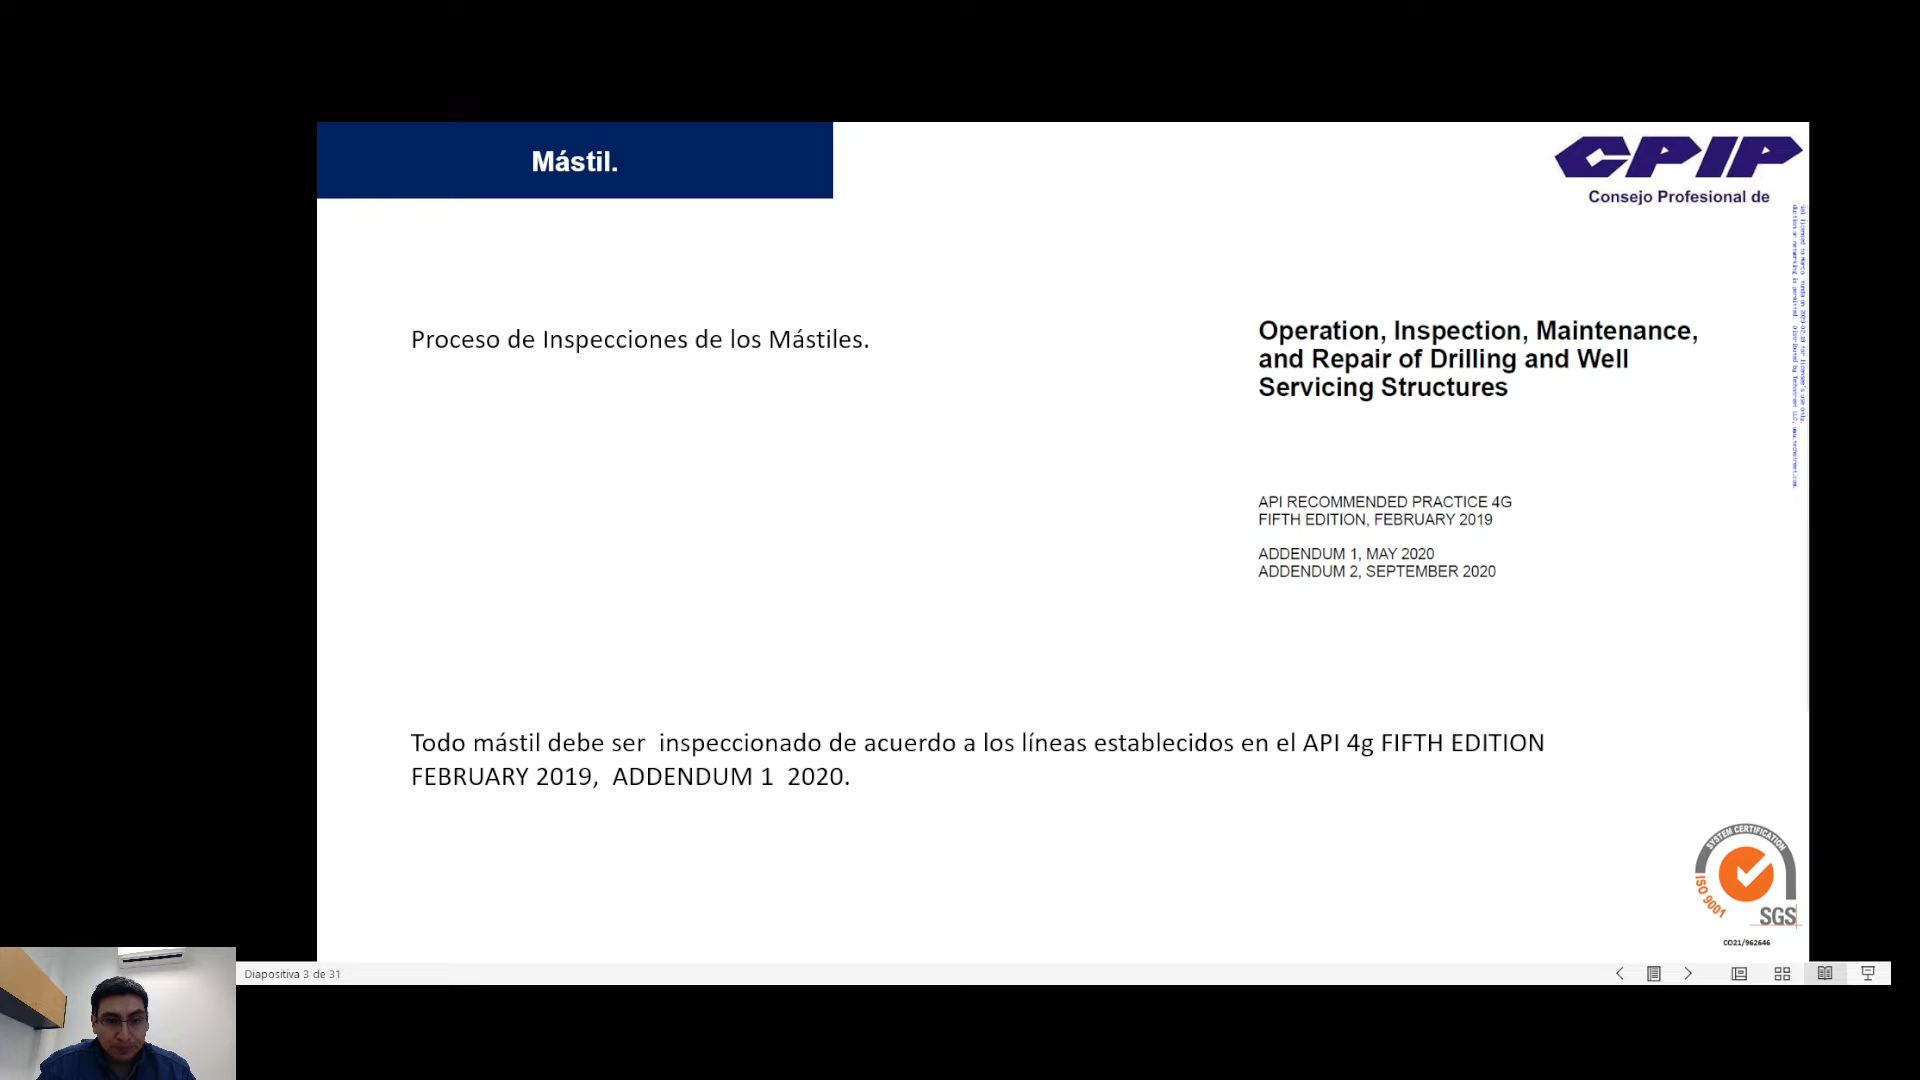 Mástil.
CPIP
Consejo Profesional de
Proceso de Inspecciones de los Mástiles.
Operation, Inspection, Maintenance,
and Repair of Drilling and Well
Servicing Structures
API RECOMMENDED PRACTICE 4G
FIFTH EDITION, FEBRUARY 2019
ADDENDUM 1, MAY 2020
ADDENDUM 2, SEPTEMBER 2020
Todo mástil debe ser  inspeccionado de acuerdo a los líneas establecidos en el API 4g FIFTH EDITION
FEBRUARY 2019,  ADDENDUM 1  2020.
SYSTEM CERTIFICATION
ISO 9001
SGS
CO21/962646
Diapositiva 3 de 31